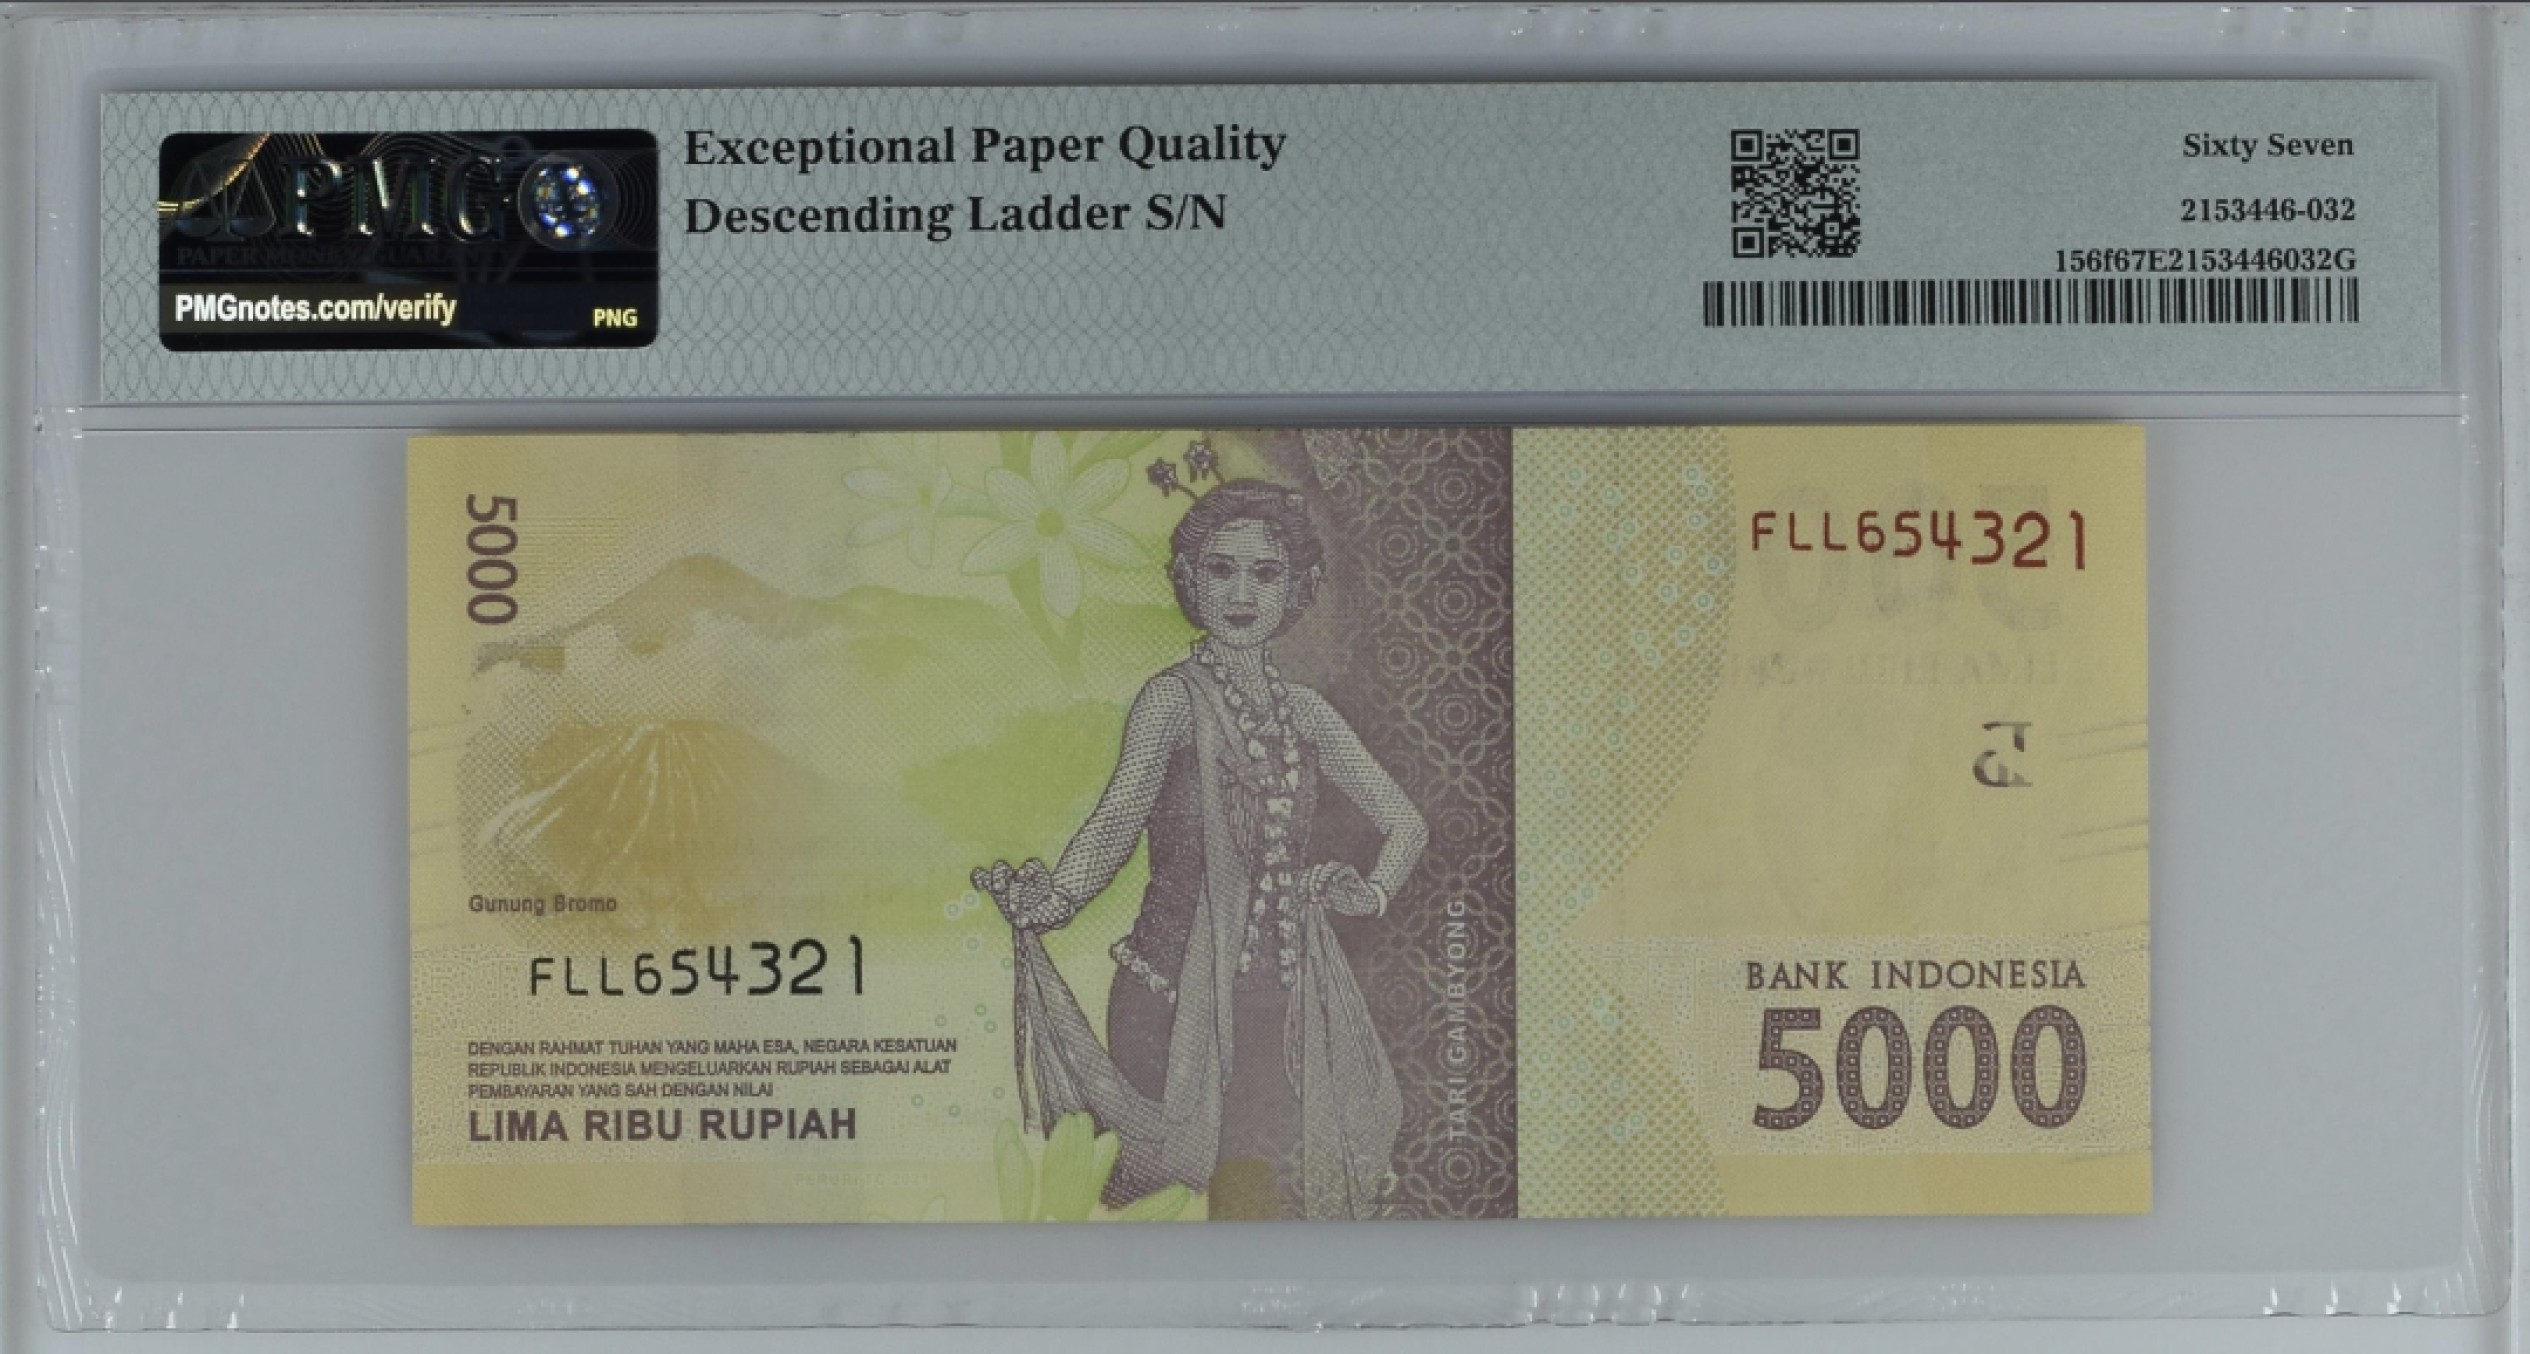 Exceptional Paper Quality
Descending Ladder S/N
PMG
PAPER MONEY GUARANTY
PMGnotes.com/verify
PNG
Sixty Seven
2153446-032
156f67E2153446032G
5000
FLL654321
Gunung Bromo
FLL654321
DENGAN RAHMAT TUHAN YANG MAHA ESA, NEGARA KESATUAN
REPUBLIK INDONESIA MENGELUARKAN RUPIAH SEBAGAI ALAT
PEMBAYARAN YANG SAH DENGAN NILAI
LIMA RIBU RUPIAH
TARI GAMBYONG
BANK INDONESIA
5000